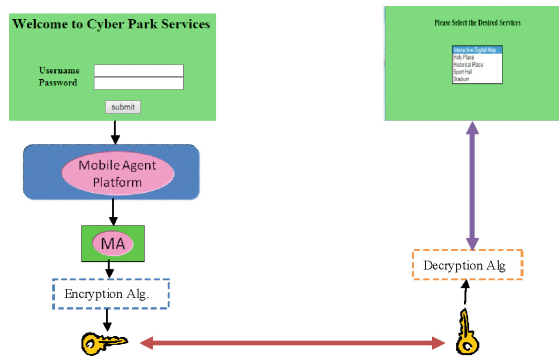 Welcome to Cyber Park Services
Username
Password
submit
Mobile Agent
Platform
MA
Encryption Alg.
Please Select the Desired Services
Interactive Digital Map
Holy Place
Historical Place
Sport Hall
Stadium
Decryption Alg